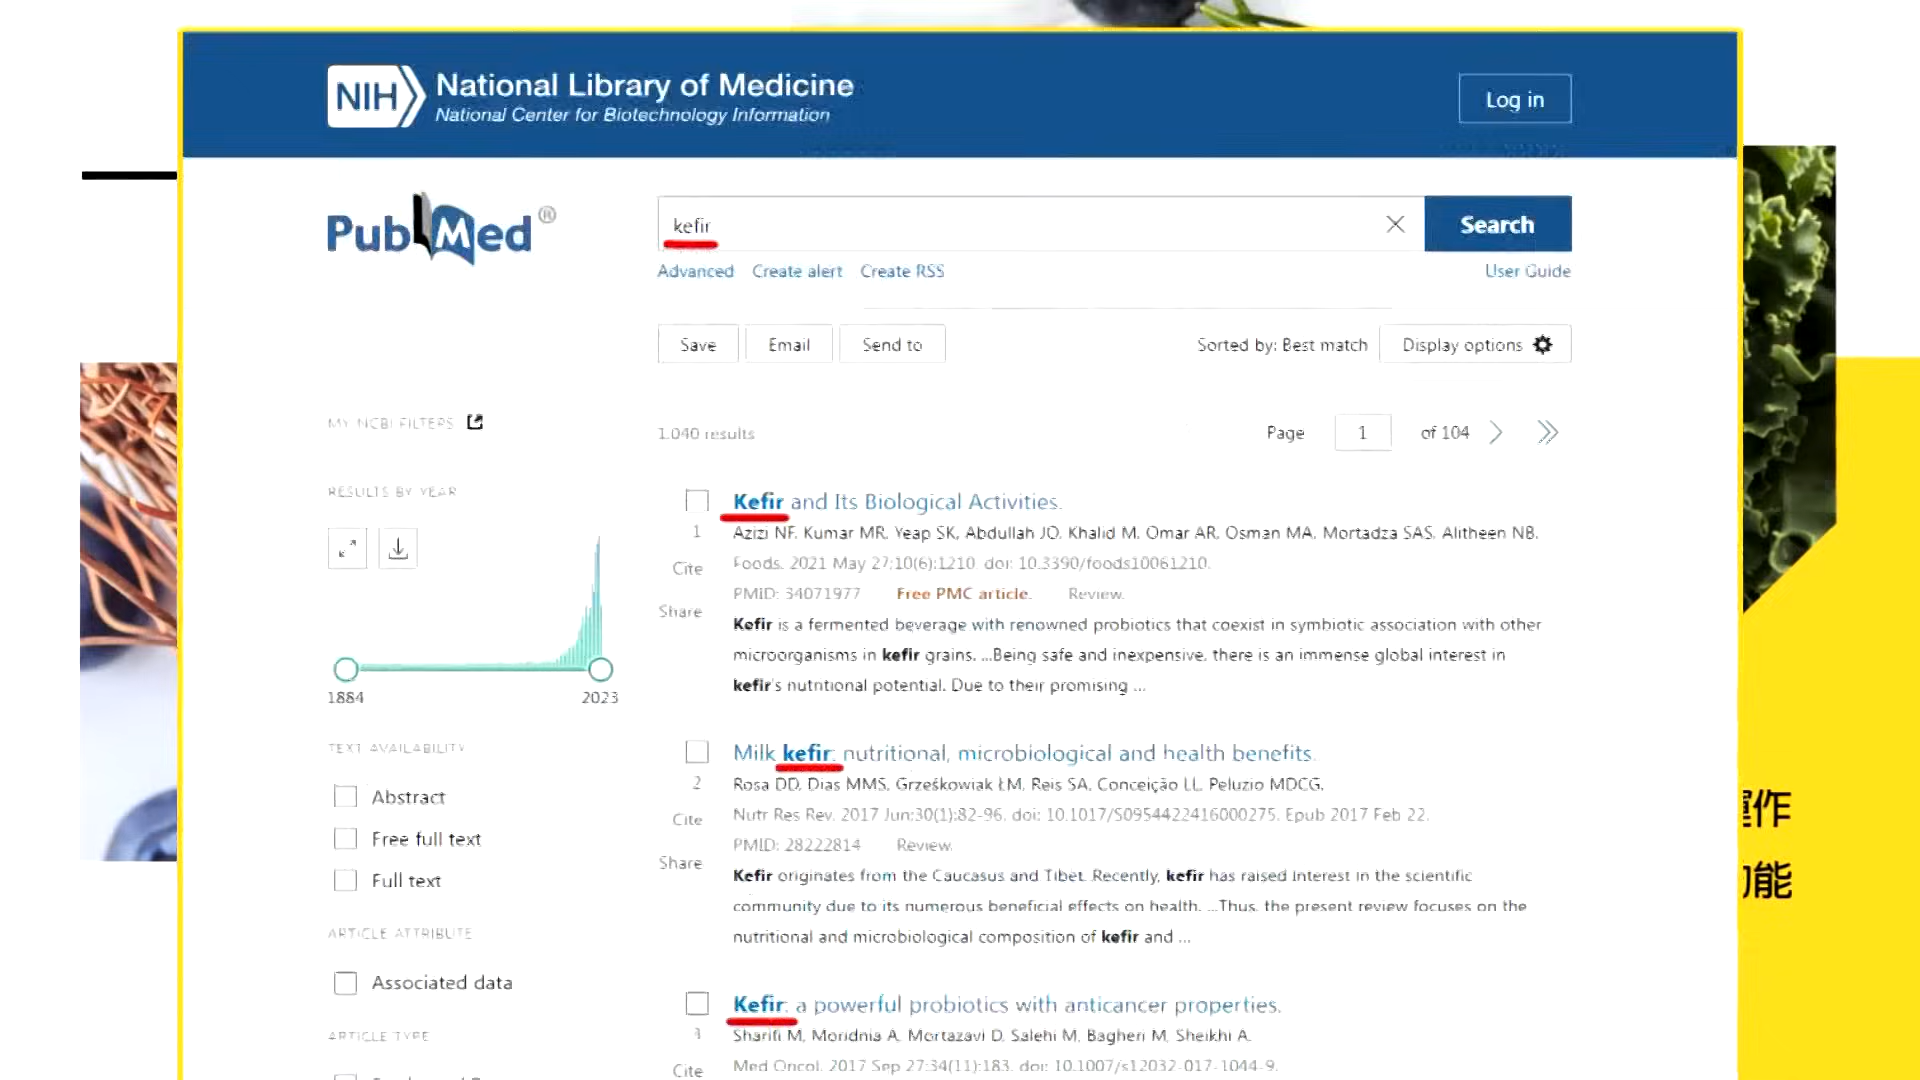 NIH National Library of Medicine
National Center for Biotechnology Information
Log in
PubMed®
kefir
Search
Advanced Create alert Create RSS
User Guide
Save Email Send to
Sorted by: Best match
Display options
MY NCBI FILTERS
1,040 results
Page 1 of 104
RESULTS BY YEAR
1884 2023
TEXT AVAILABILITY
Abstract
Free full text
Full text
ARTICLE ATTRIBUTE
Associated data
ARTICLE TYPE
Kefir and Its Biological Activities.
1
Azizi NF, Kumar MR, Yeap SK, Abdullah JO, Khalid M, Omar AR, Osman MA, Mortadza SAS, Alitheen NB.
Cite
Foods. 2021 May 27;10(6):1210. doi: 10.3390/foods10061210.
PMID: 34071977 Free PMC article. Review.
Share
Kefir is a fermented beverage with renowned probiotics that coexist in symbiotic association with other
microorganisms in kefir grains. ...Being safe and inexpensive, there is an immense global interest in
kefir's nutritional potential. Due to their promising ...
Milk kefir: nutritional, microbiological and health benefits.
2
Rosa DD, Dias MMS, Grześkowiak ŁM, Reis SA, Conceição LL, Peluzio MDCG.
Cite
Nutr Res Rev. 2017 Jun;30(1):82-96. doi: 10.1017/S0954422416000275. Epub 2017 Feb 22.
PMID: 28222814 Review.
Share
Kefir originates from the Caucasus and Tibet. Recently, kefir has raised interest in the scientific
community due to its numerous beneficial effects on health. ...Thus, the present review focuses on the
nutritional and microbiological composition of kefir and ...
Kefir: a powerful probiotics with anticancer properties.
3
Sharifi M, Moridnia A, Mortazavi D, Salehi M, Bagheri M, Sheikhi A.
Cite
Med Oncol. 2017 Sep 27;34(11):183. doi: 10.1007/s12032-017-1044-9.
作
能